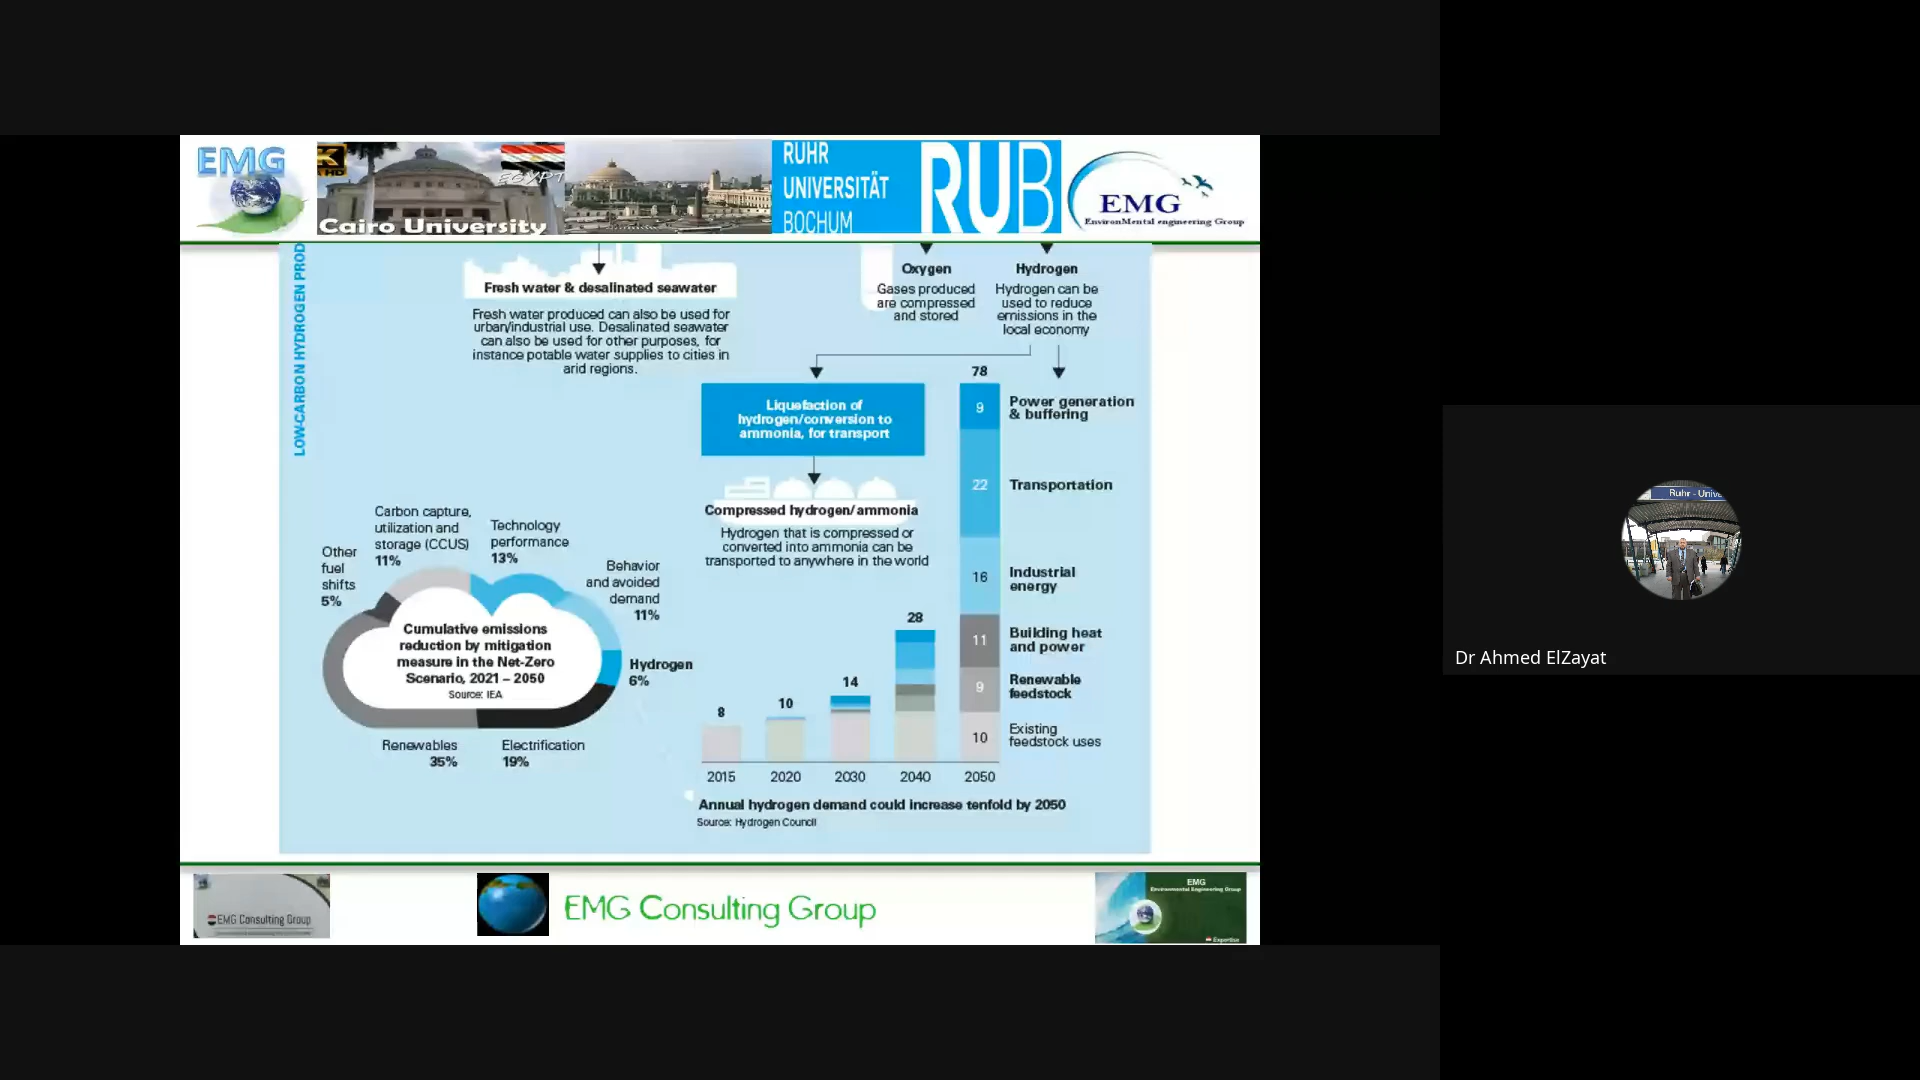 EMG
4K
HD
EGYPT
Cairo University
RUHR
UNIVERSITÄT
BOCHUM
RUB
EMG
EnvironMental engineering Group
LOW-CARBON HYDROGEN PROD
Fresh water & desalinated seawater
Fresh water produced can also be used for
urban/industrial use. Desalinated seawater
can also be used for other purposes, for
instance potable water supplies to cities in
arid regions.
Oxygen
Gases produced
are compressed
and stored
Hydrogen
Hydrogen can be
used to reduce
emissions in the
local economy
Liquefaction of
hydrogen/conversion to
ammonia, for transport
Compressed hydrogen/ammonia
Hydrogen that is compressed or
converted into ammonia can be
transported to anywhere in the world
Other
fuel
shifts
5%
Carbon capture,
utilization and
storage (CCUS)
11%
Technology
performance
13%
Behavior
and avoided
demand
11%
Hydrogen
6%
Cumulative emissions
reduction by mitigation
measure in the Net-Zero
Scenario, 2021 – 2050
Source: IEA
Renewables
35%
Electrification
19%
8
10
14
28
78
9
Power generation
& buffering
22
Transportation
16
Industrial
energy
11
Building heat
and power
9
Renewable
feedstock
10
Existing
feedstock uses
2015 2020 2030 2040 2050
Annual hydrogen demand could increase tenfold by 2050
Source: Hydrogen Council
EMG Consulting Group
EMG Consulting Group
EMG
Environmental Engineering Group
Expertise
Ruhr - Unive
Dr Ahmed ElZayat